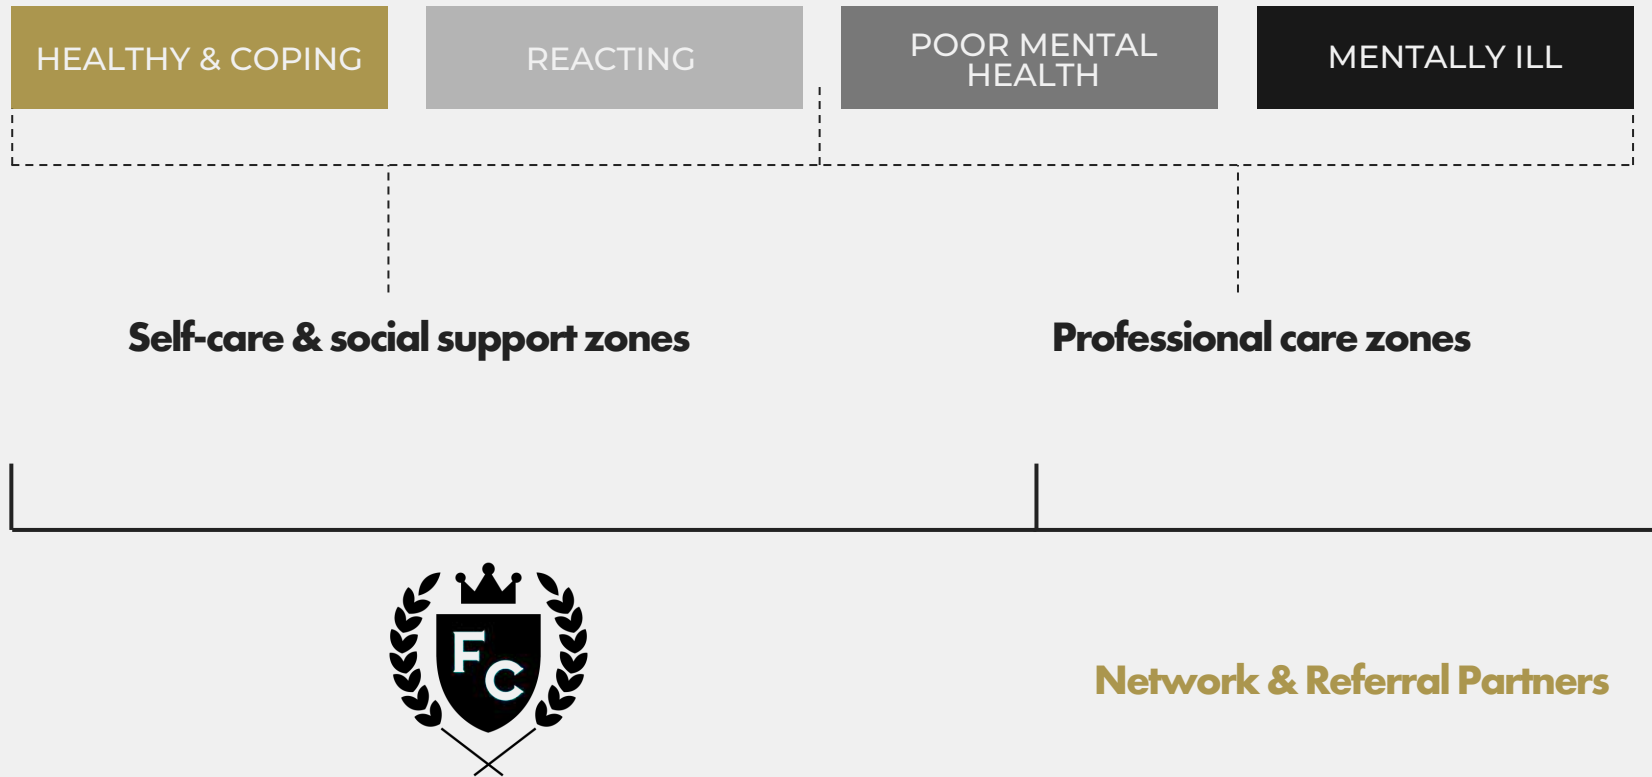 HEALTHY & COPING
REACTING
POOR MENTAL
HEALTH
MENTALLY ILL
Self-care & social support zones
Professional care zones
F
C
Network & Referral Partners